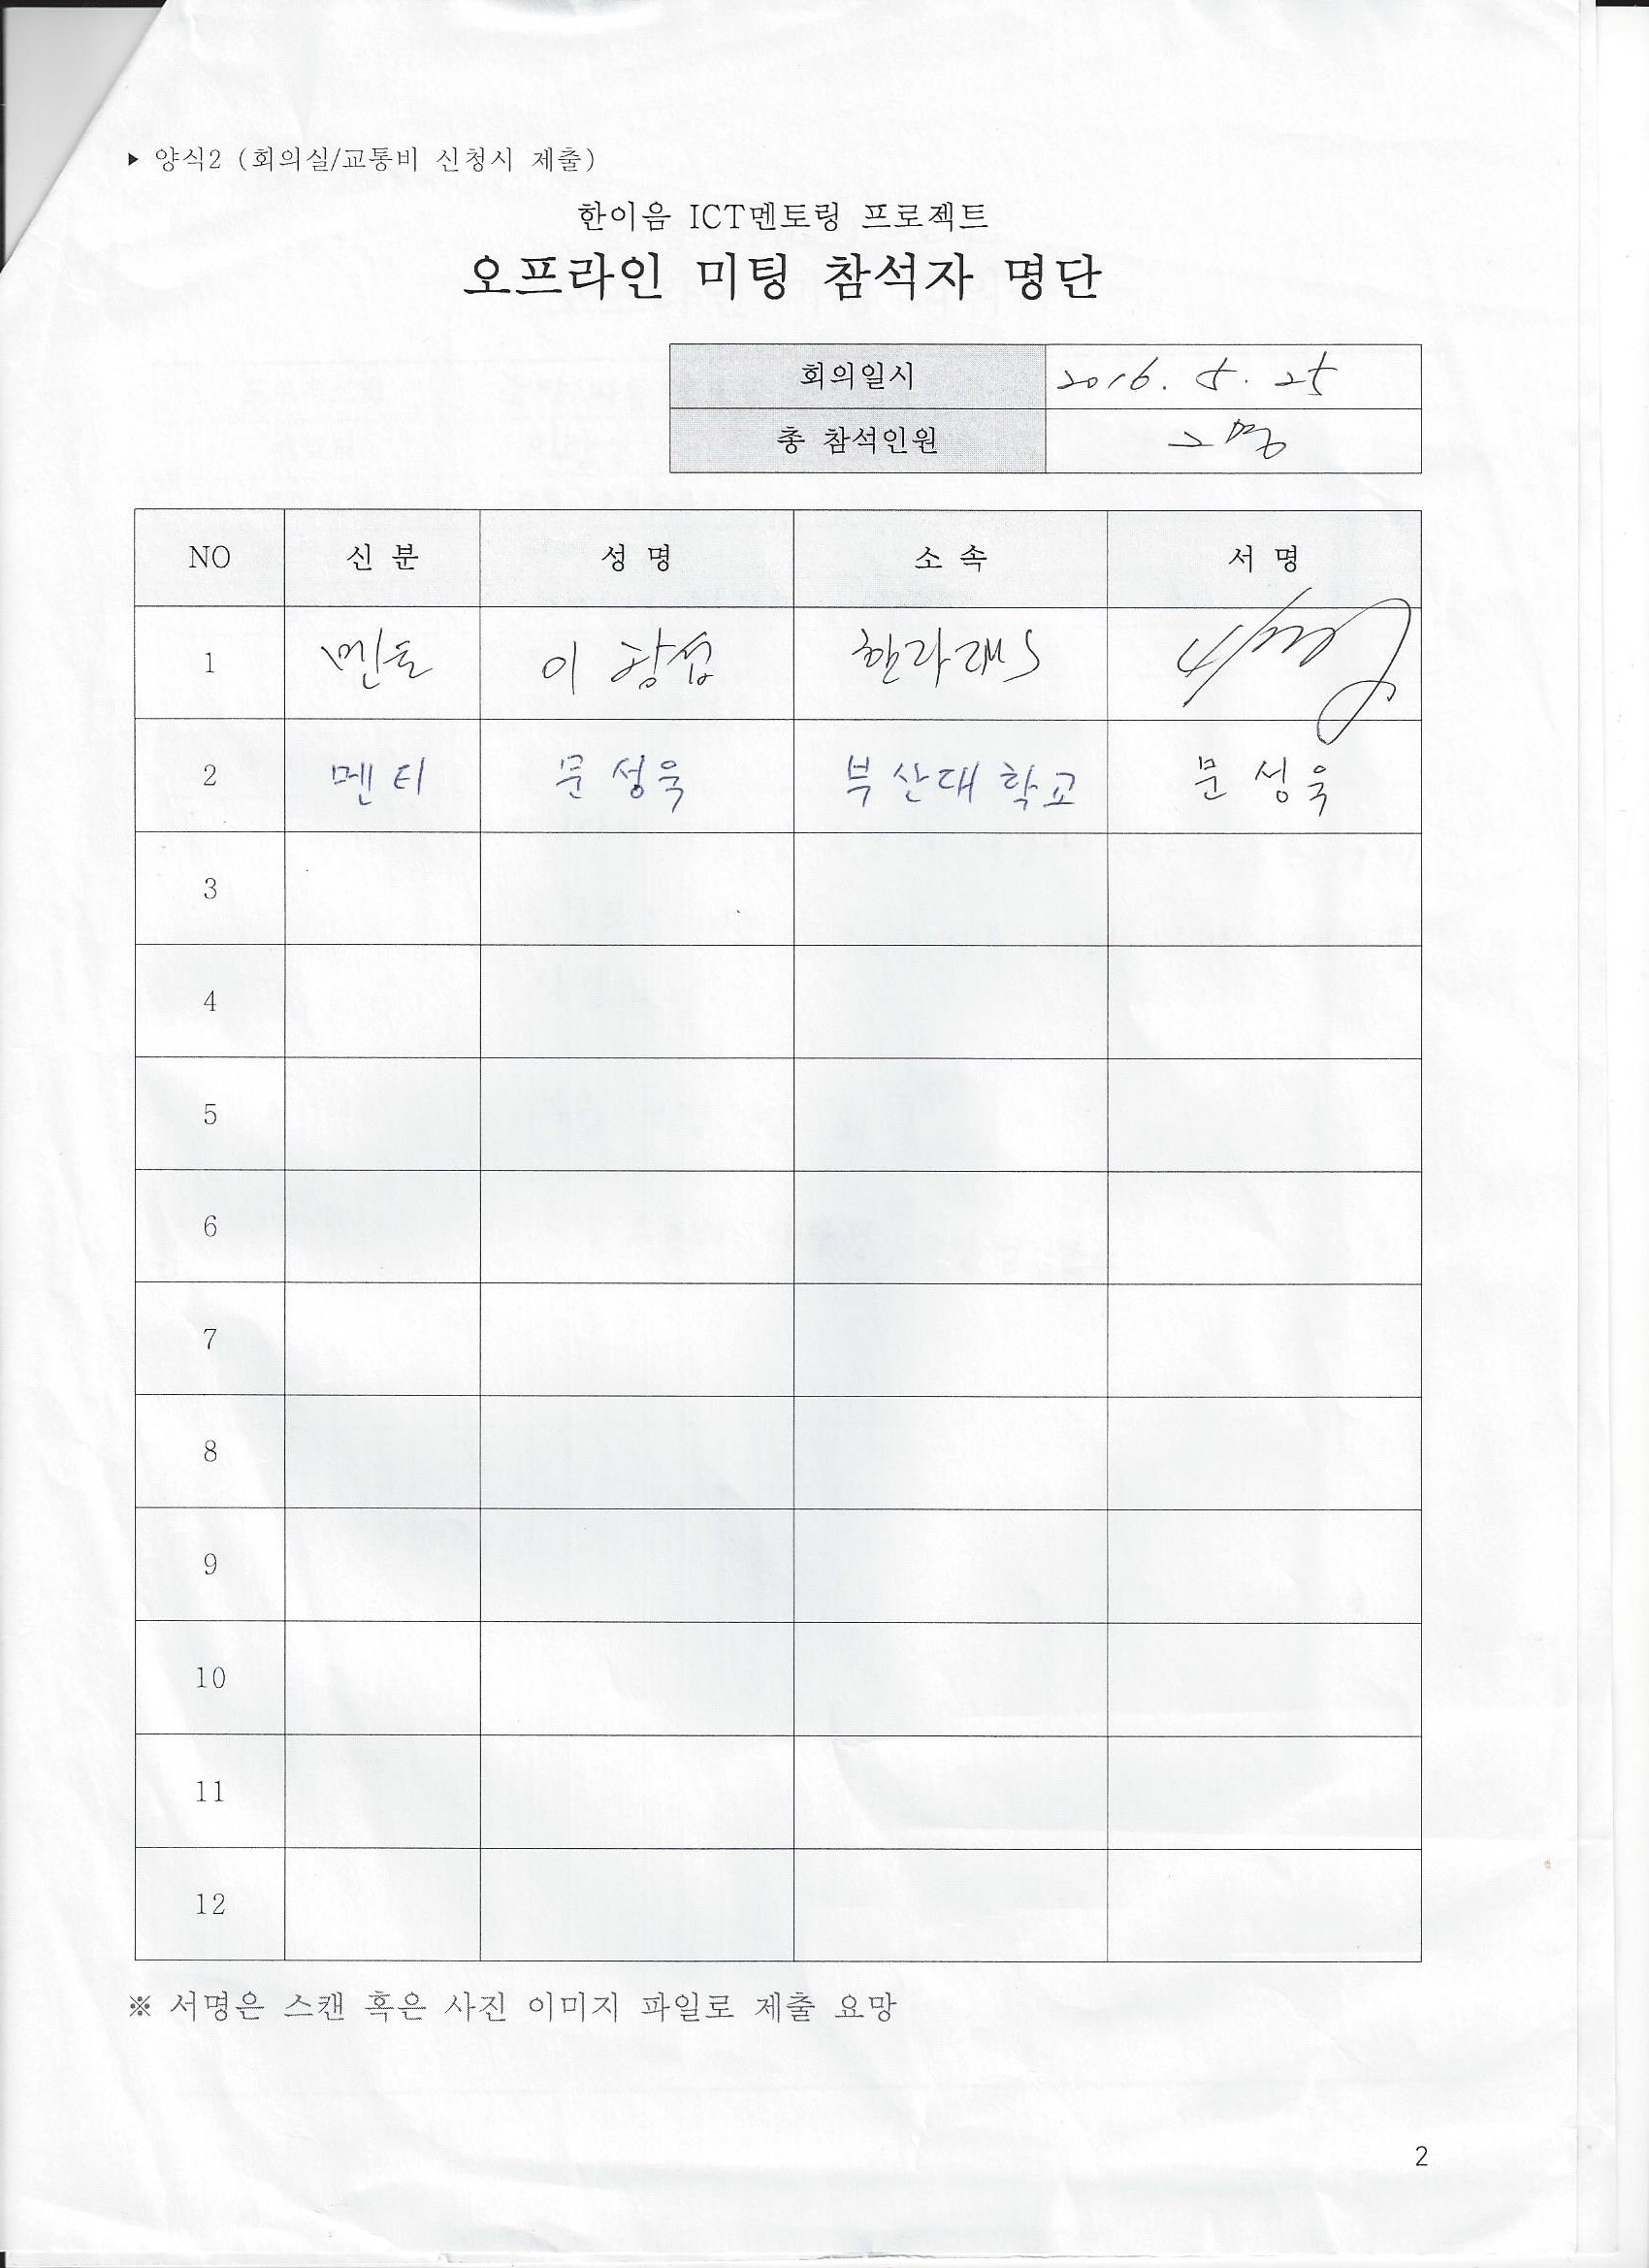 ▶ 양식2 (회의실/교통비 신청시 제출)
한이음 ICT멘토링 프로젝트
오프라인 미팅 참석자 명단
회의일시 2016. 5. 25
총 참석인원 2명
NO 신 분 성 명 소 속 서 명
1 멘토 이 섭 한라
2 멘티 문성욱 부산대학교 문성욱
3
4
5
6
7
8
9
10
11
12
※ 서명은 스캔 혹은 사진 이미지 파일로 제출 요망
2